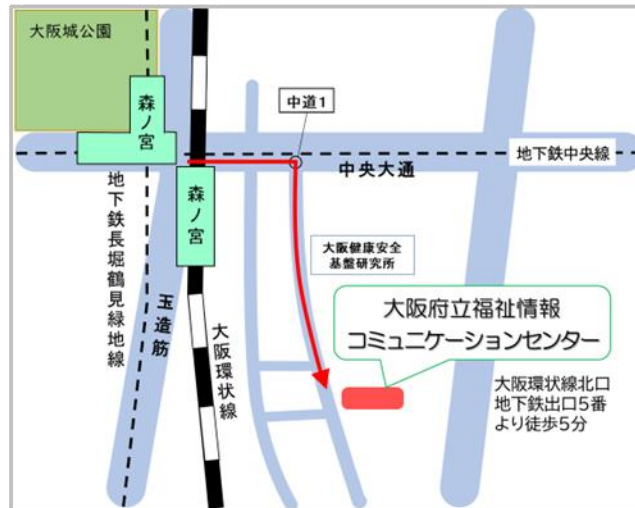 大阪城公園
森ノ宮
中道1
地下鉄中央線
中央大通
森ノ宮
地下鉄長堀鶴見緑地線
玉造筋
大阪環状線
大阪健康安全
基盤研究所
大阪府立福祉情報
コミュニケーションセンター
大阪環状線北口
地下鉄出口5番
より徒歩5分